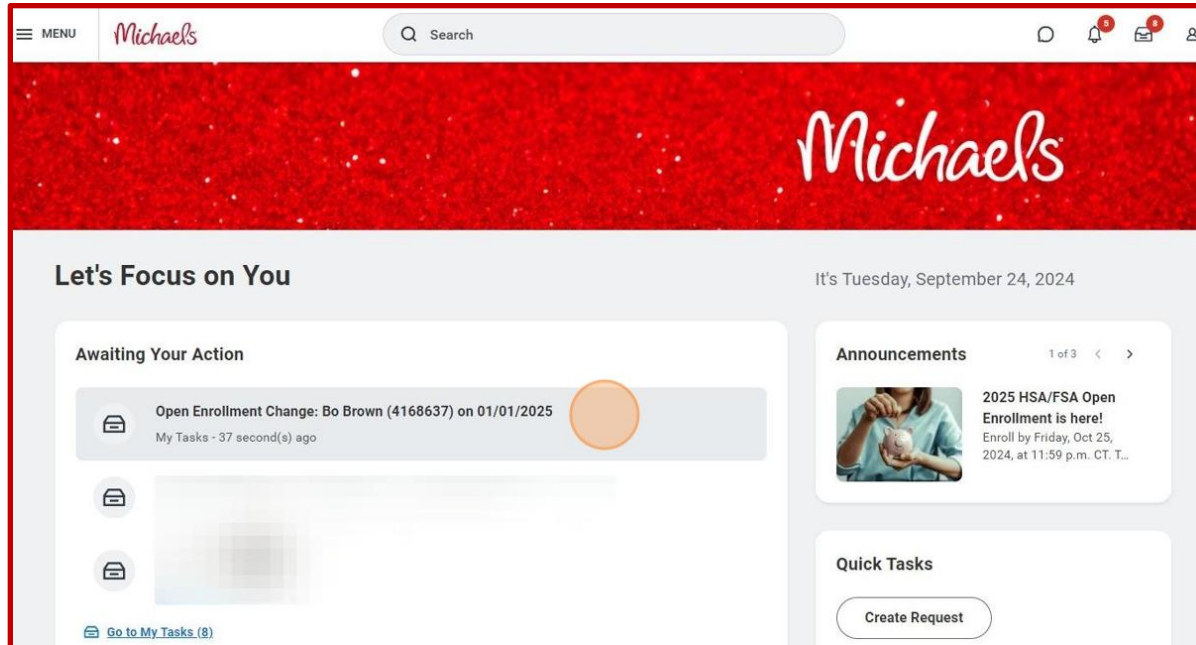 MENU
Michaels
Search
5
8
Michaels
Let's Focus on You
It's Tuesday, September 24, 2024
Awaiting Your Action
Open Enrollment Change: Bo Brown (4168637) on 01/01/2025
My Tasks - 37 second(s) ago
Go to My Tasks (8)
Announcements
1 of 3
2025 HSA/FSA Open
Enrollment is here!
Enroll by Friday, Oct 25,
2024, at 11:59 p.m. CT. T...
Quick Tasks
Create Request